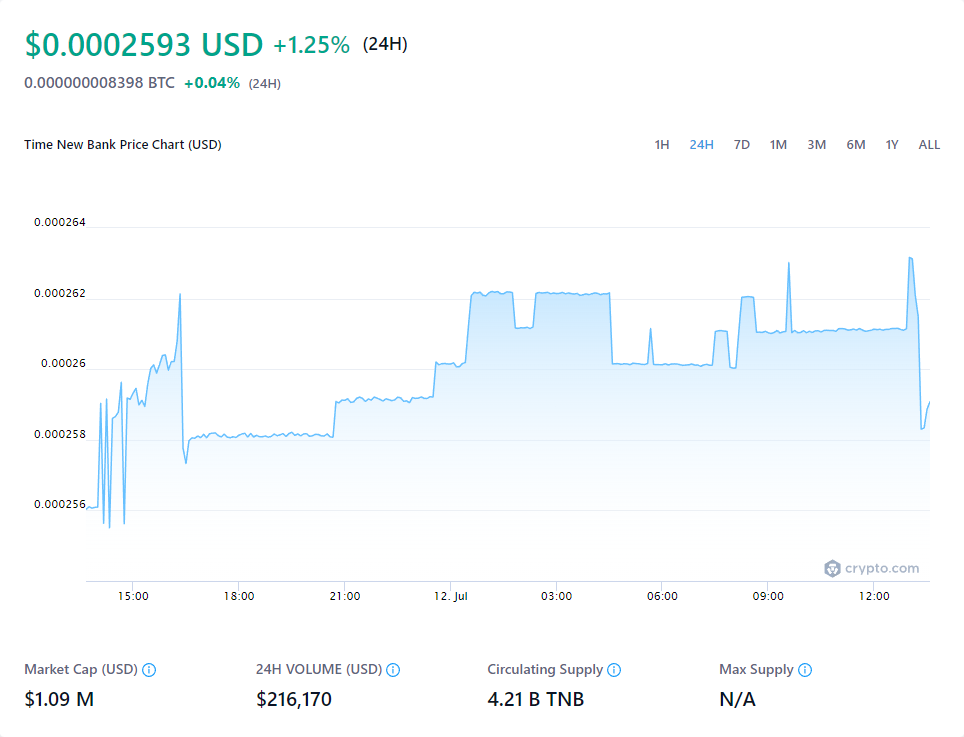 $0.0002593 USD +1.25% (24H)
0.000000008398 BTC +0.04% (24H)
Time New Bank Price Chart (USD) 1H 24H 7D 1M 3M 6M 1Y ALL
0.000264
0.000262
0.00026
0.000258
0.000256
crypto.com
15:00 18:00 21:00 12. Jul 03:00 06:00 09:00 12:00
Market Cap (USD) 24H VOLUME (USD) Circulating Supply Max Supply
$1.09 M $216,170 4.21 B TNB N/A